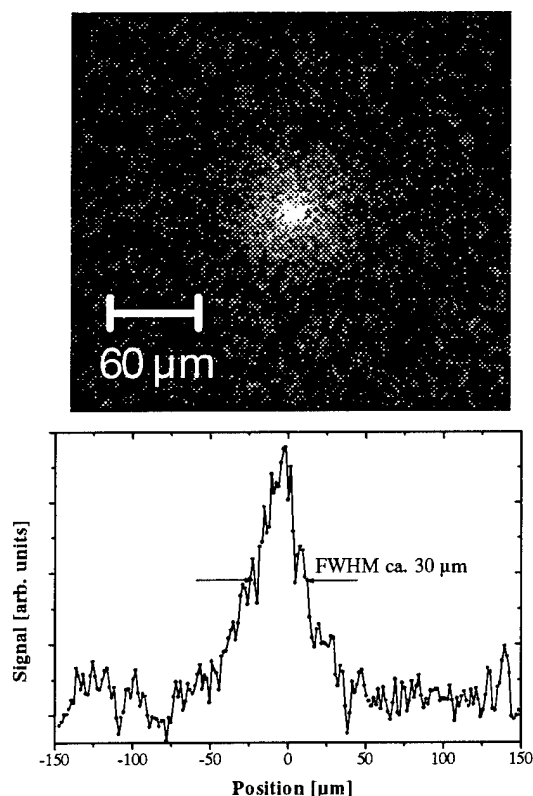 60 µm
Signal [arb. units]
FWHM ca. 30 µm
-150 -100 -50 0 50 100 150
Position [µm]